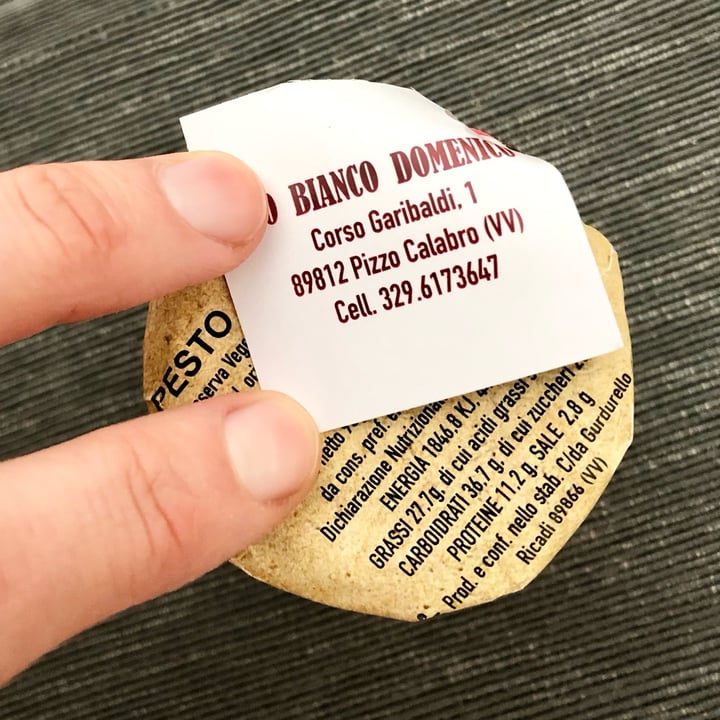 O BIANCO DOMENICO
Corso Garibaldi, 1
89812 Pizzo Calabro (VV)
Cell. 329.6173647
PESTO
da cons. pref.
Dichiarazione Nutrizionale
ENERGIA 1846,8 KJ,
GRASSI 27.7g. di cui acidi grassi
CARBOIDRATI 36.7 g. di cui zuccheri
PROTEINE 11.2 g, SALE 2,8 g
Prod. e conf. nello stab. C/da Gurdurello
Ricadi 89866 (VV)